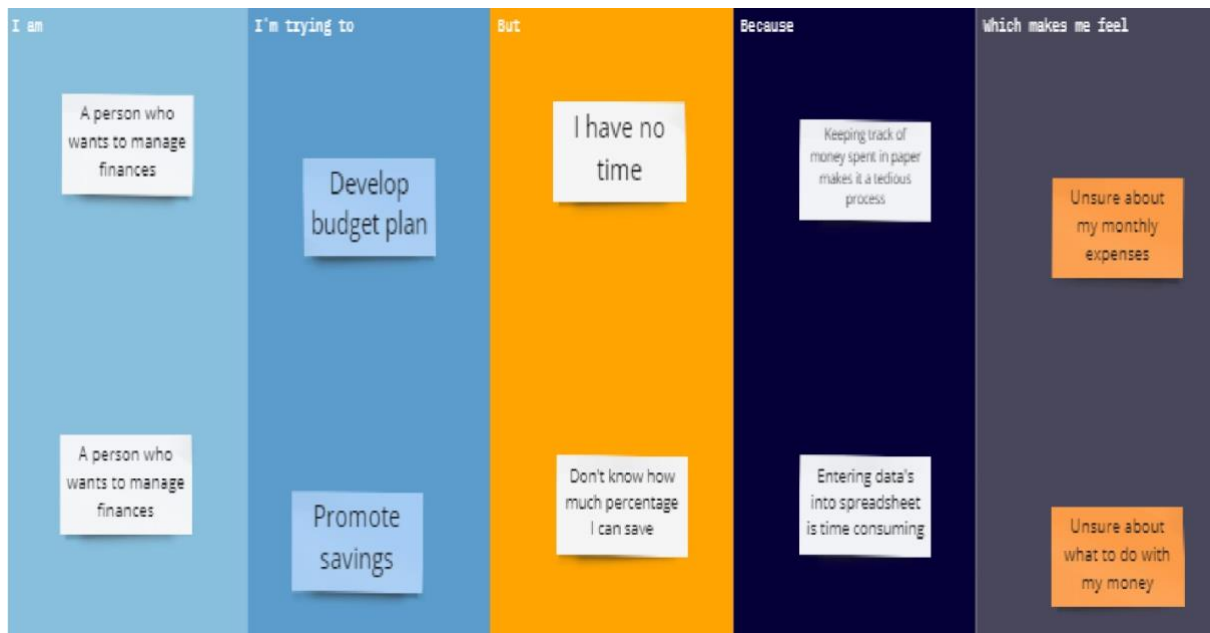 I am
I'm trying to
But
Because
Which makes me feel
A person who
wants to manage
finances
Develop
budget plan
I have no
time
Keeping track of
money spent in paper
makes it a tedious
process
Unsure about
my monthly
expenses
A person who
wants to manage
finances
Promote
savings
Don't know how
much percentage
I can save
Entering data's
into spreadsheet
is time consuming
Unsure about
what to do with
my money